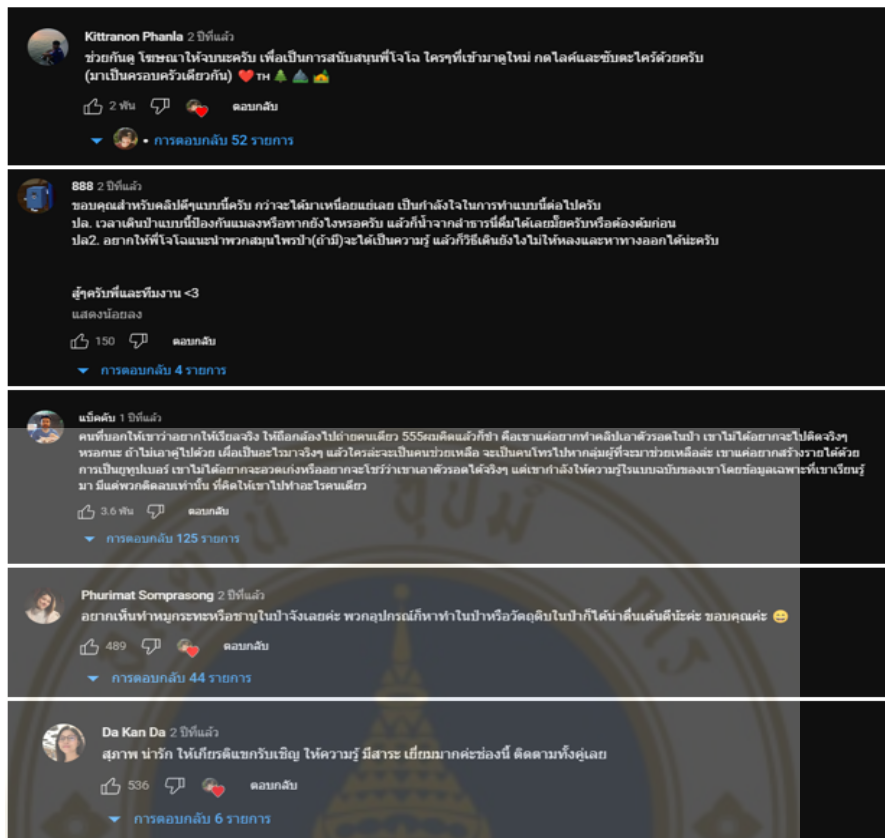 Kittranon Phanla 2 ปีที่แล้ว
ช่วยกันดู โฆษณาให้จบนะครับ เพื่อเป็นการสนับสนุนพี่โจโฉ ใครๆที่เข้ามาดูใหม่ กดไลค์และซับตะไคร้ด้วยครับ
(มาเป็นครอบครัวเดียวกัน) ❤️ TH 🌲 ⛰️ 🏕️
2 พัน ตอบกลับ
• การตอบกลับ 52 รายการ
888 2 ปีที่แล้ว
ขอบคุณสำหรับคลิปดีๆแบบนี้ครับ กว่าจะได้มาเหนื่อยแย่เลย เป็นกำลังใจในการทำแบบนี้ต่อไปครับ
ปล. เวลาเดินป่าแบบนี้ป้องกันแมลงหรือทากยังไงหรอครับ แล้วก็น้ำจากลำธารนี่ดื่มได้เลยมั้ยครับหรือต้องต้มก่อน
ปล2. อยากให้พี่โจโฉแนะนำพวกสมุนไพรป่า(ถ้ามี)จะได้เป็นความรู้ แล้วก็วิธีเดินยังไงไม่ให้หลงและหาทางออกได้น่ะครับ
สู้ๆครับพี่และทีมงาน <3
แสดงน้อยลง
150 ตอบกลับ
การตอบกลับ 4 รายการ
แบ็คดับ 1 ปีที่แล้ว
คนที่บอกให้เขาว่าอยากให้เรียลจริง ให้ถือกล้องไปถ่ายคนเดียว 555ผมคิดแล้วก็ขำ คือเขาแค่อยากทำคลิปเอาตัวรอดในป่า เขาไม่ได้อยากจะไปติดจริงๆ
หรอกนะ ถ้าไม่เอาคู่ไปด้วย เผื่อเป็นอะไรมาจริงๆ แล้วใครล่ะจะเป็นคนช่วยเหลือ จะเป็นคนโทรไปหากลุ่มผู้ที่จะมาช่วยเหลือล่ะ เขาแค่อยากสร้างรายได้ด้วย
การเป็นยูทูปเบอร์ เขาไม่ได้อยากจะอวดเก่งหรืออยากจะโชว์ว่าเขาเอาตัวรอดได้จริงๆ แต่เขากำลังให้ความรู้ไรแบบฉบับของเขาโดยข้อมูลเฉพาะที่เขาเรียนรู้
มา มีแต่พวกติดลบเท่านั้น ที่คิดให้เขาไปทำอะไรคนเดียว
3.6 พัน ตอบกลับ
การตอบกลับ 125 รายการ
Phurimat Somprasong 2 ปีที่แล้ว
อยากเห็นทำหมูกระทะหรือชาบูในป่าจังเลยค่ะ พวกอุปกรณ์ก็หาทำในป่าหรือวัตถุดิบในป่าก็ได้น่าตื่นเต้นดีน้ะค่ะ ขอบคุณค่ะ 😄
489 ตอบกลับ
การตอบกลับ 44 รายการ
Da Kan Da 2 ปีที่แล้ว
สุภาพ น่ารัก ให้เกียรติแขกรับเชิญ ให้ความรู้ มีสาระ เยี่ยมมากค่ะช่องนี้ ติดตามทั้งคู่เลย
536 ตอบกลับ
การตอบกลับ 6 รายการ